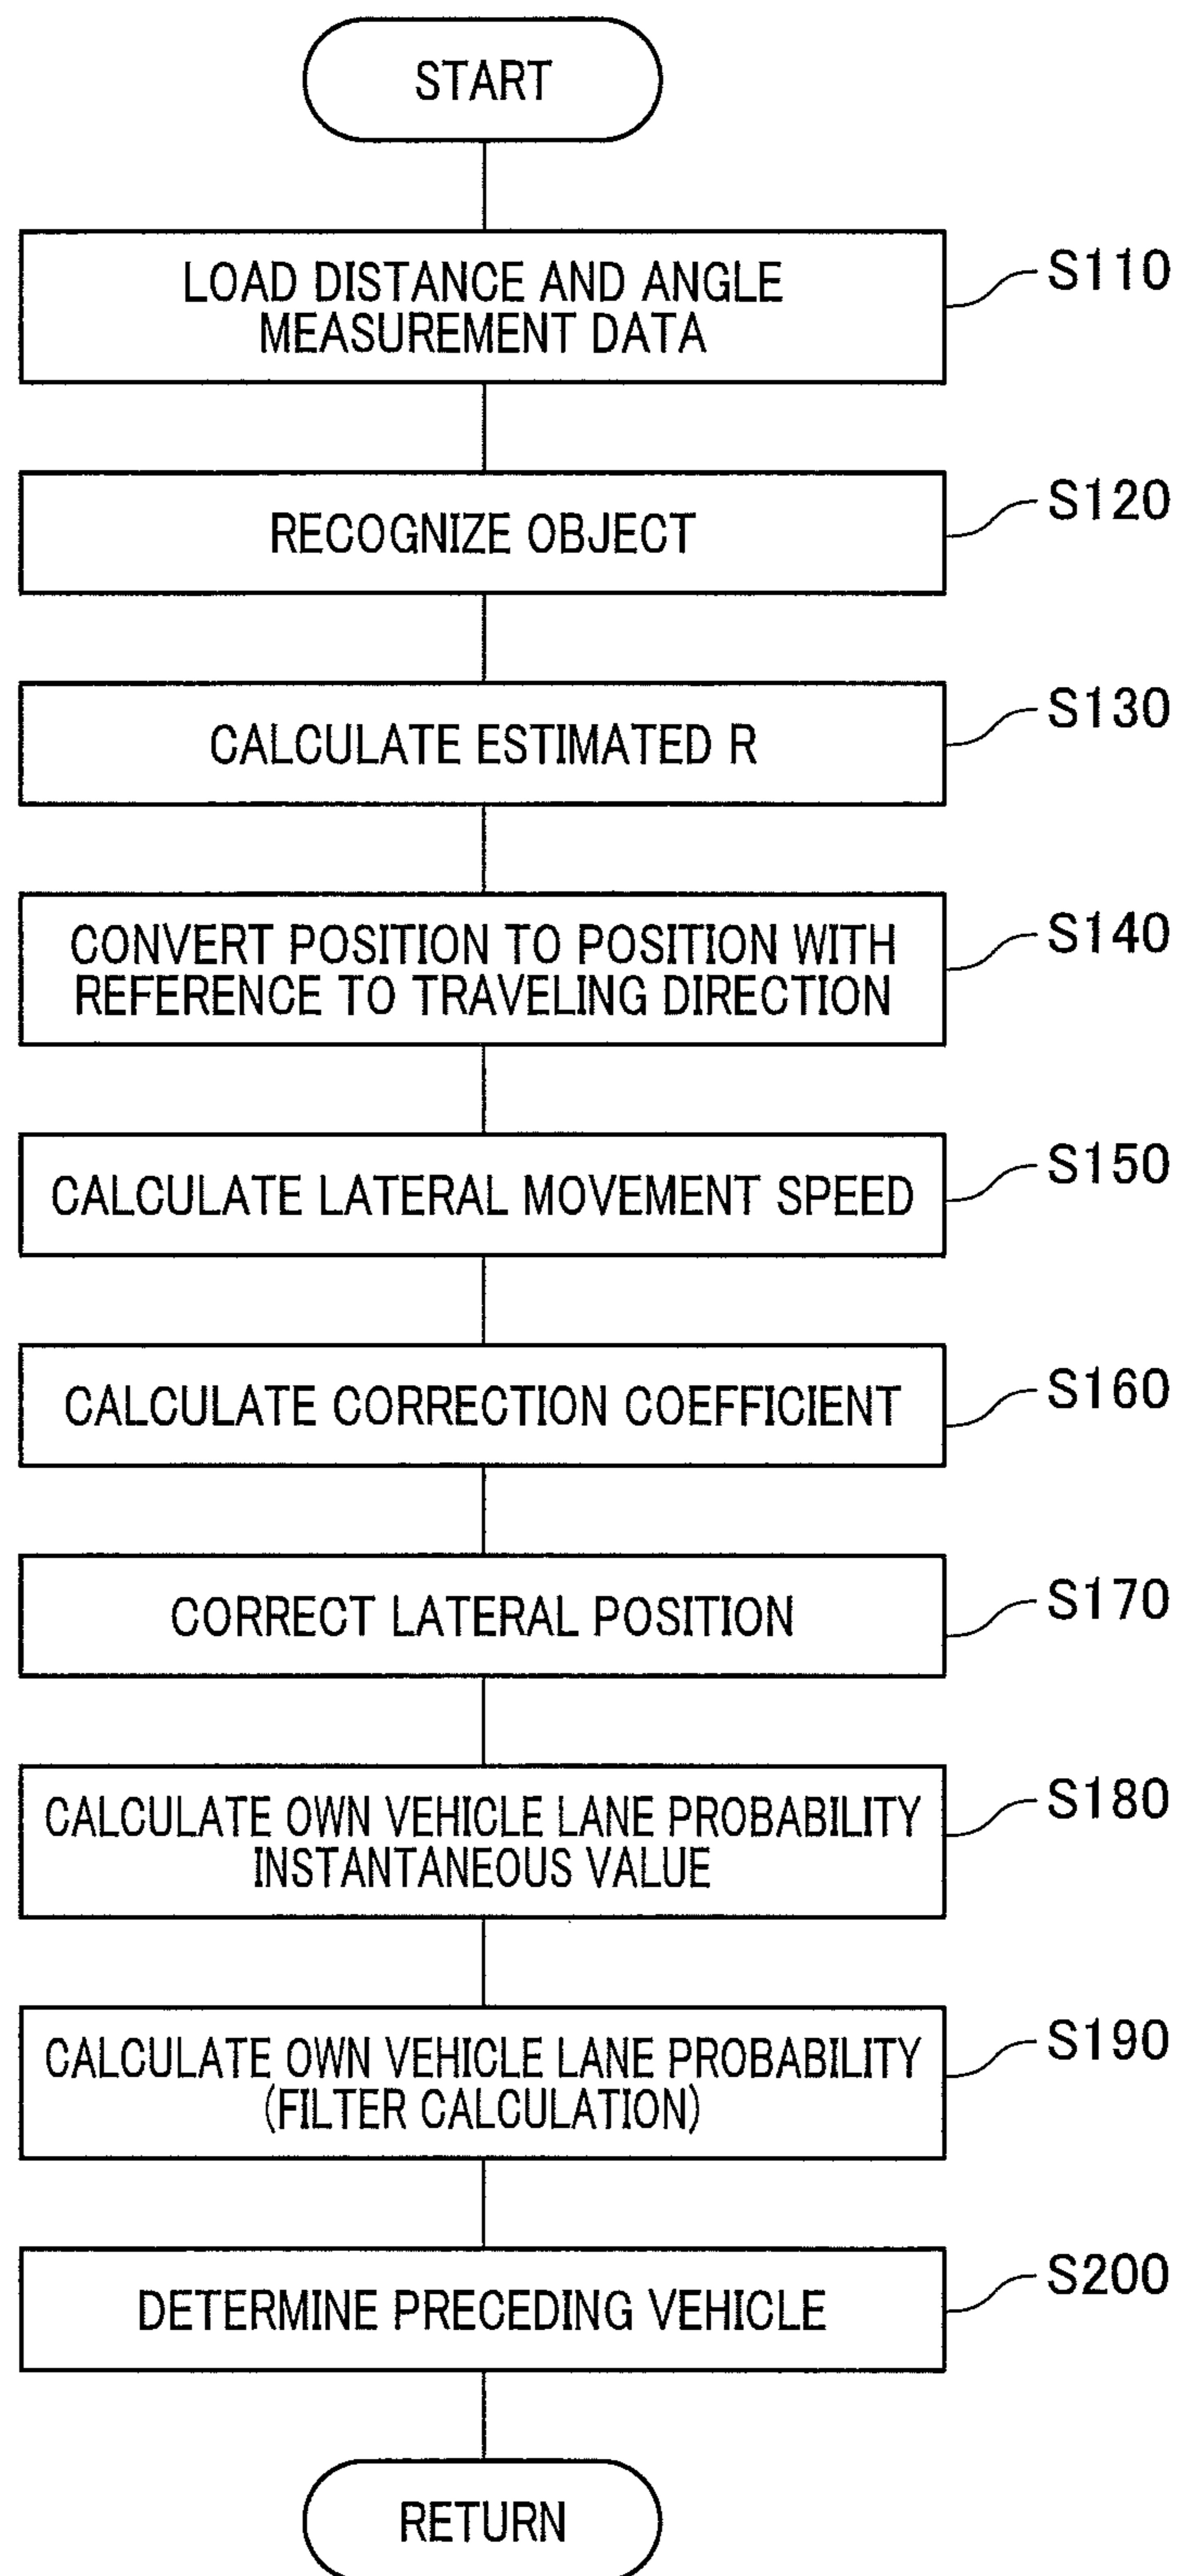 START
LOAD DISTANCE AND ANGLE
MEASUREMENT DATA
S110
RECOGNIZE OBJECT
S120
CALCULATE ESTIMATED R
S130
CONVERT POSITION TO POSITION WITH
REFERENCE TO TRAVELING DIRECTION
S140
CALCULATE LATERAL MOVEMENT SPEED
S150
CALCULATE CORRECTION COEFFICIENT
S160
CORRECT LATERAL POSITION
S170
CALCULATE OWN VEHICLE LANE PROBABILITY
INSTANTANEOUS VALUE
S180
CALCULATE OWN VEHICLE LANE PROBABILITY
(FILTER CALCULATION)
S190
DETERMINE PRECEDING VEHICLE
S200
RETURN